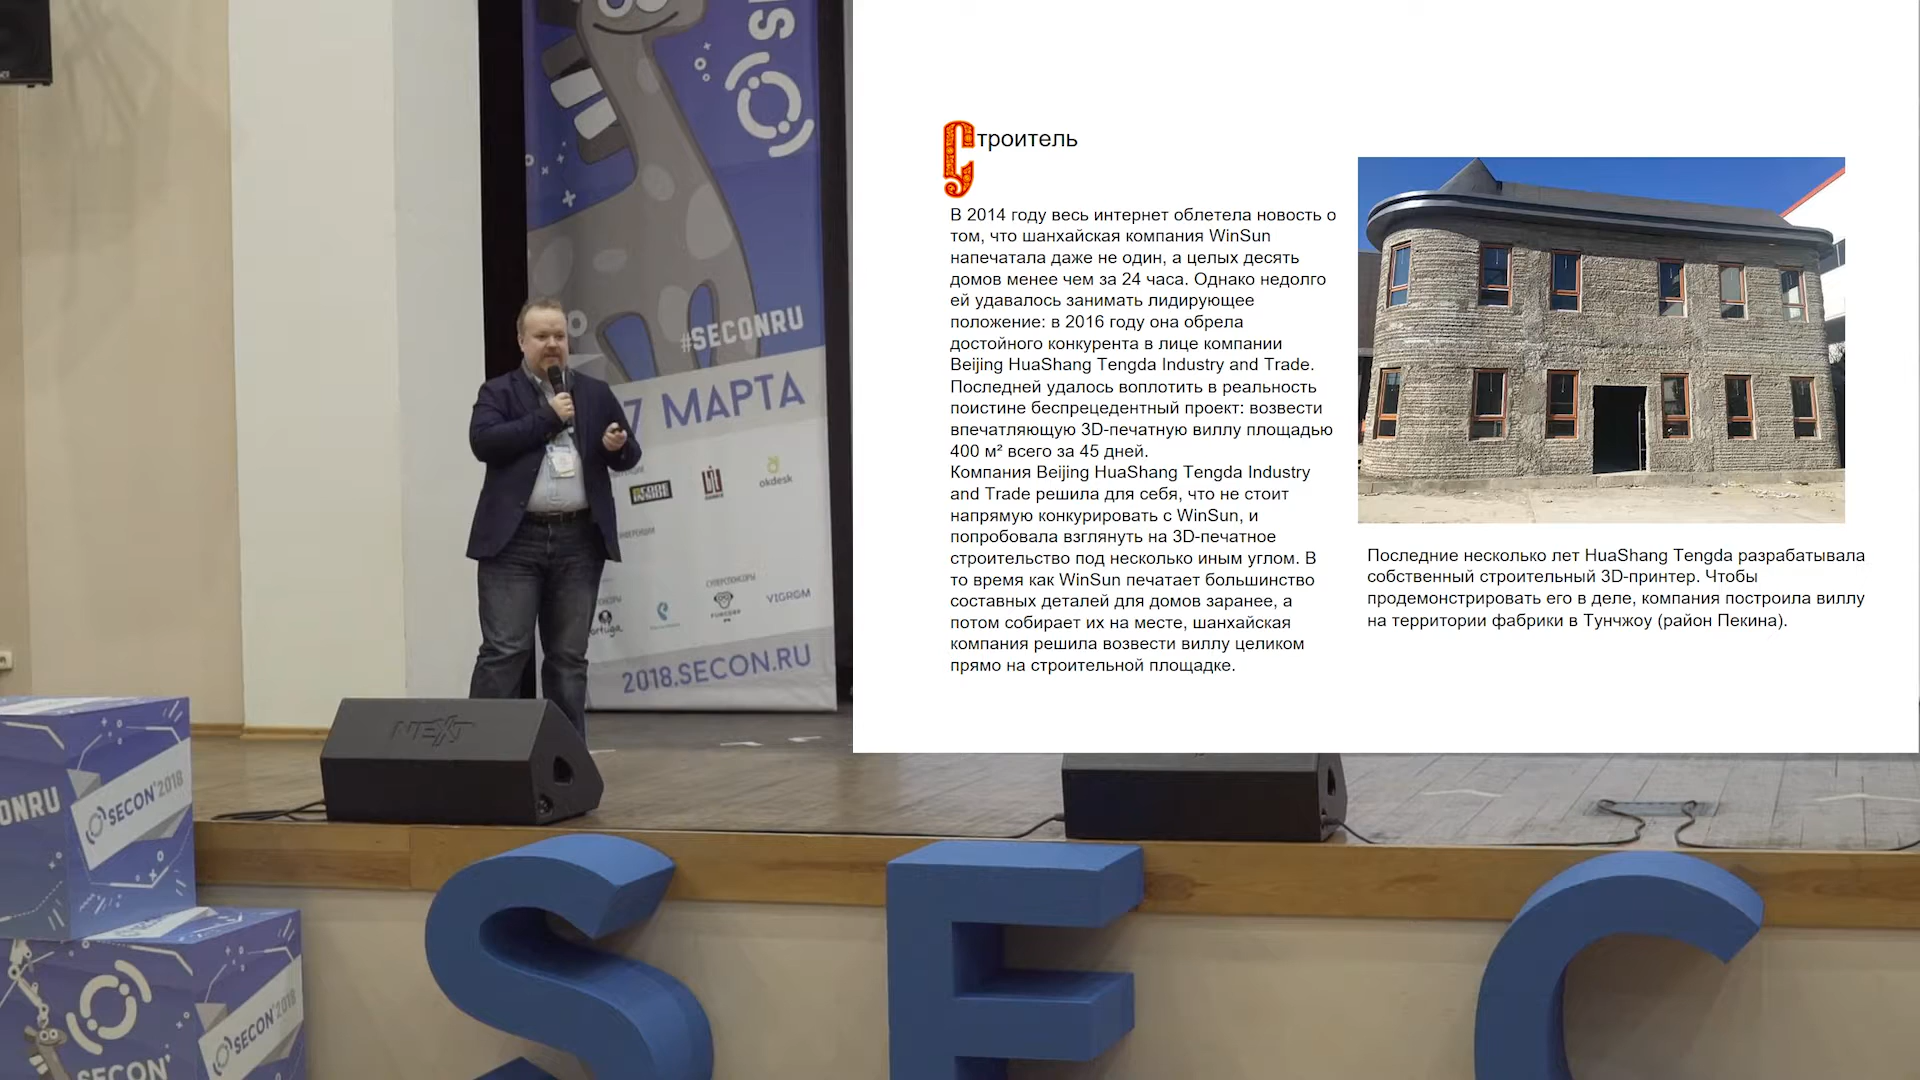 #SECONRU
7 МАРТА
CODE
INSIDE
okdesk
СУПЕРСПОНСОРЫ
VIGRGM
2018.SECON.RU
Строитель
В 2014 году весь интернет облетела новость о
том, что шанхайская компания WinSun
напечатала даже не один, а целых десять
домов менее чем за 24 часа. Однако недолго
ей удавалось занимать лидирующее
положение: в 2016 году она обрела
достойного конкурента в лице компании
Beijing HuaShang Tengda Industry and Trade.
Последней удалось воплотить в реальность
поистине беспрецедентный проект: возвести
впечатляющую 3D-печатную виллу площадью
400 м² всего за 45 дней.
Компания Beijing HuaShang Tengda Industry
and Trade решила для себя, что не стоит
напрямую конкурировать с WinSun, и
попробовала взглянуть на 3D-печатное
строительство под несколько иным углом. В
то время как WinSun печатает большинство
составных деталей для домов заранее, а
потом собирает их на месте, шанхайская
компания решила возвести виллу целиком
прямо на строительной площадке.
Последние несколько лет HuaShang Tengda разрабатывала
собственный строительный 3D-принтер. Чтобы
продемонстрировать его в деле, компания построила виллу
на территории фабрики в Тунчжоу (район Пекина).
NEXT
ONRU
SECON'2018
SECON'2018
SECON'
S E C